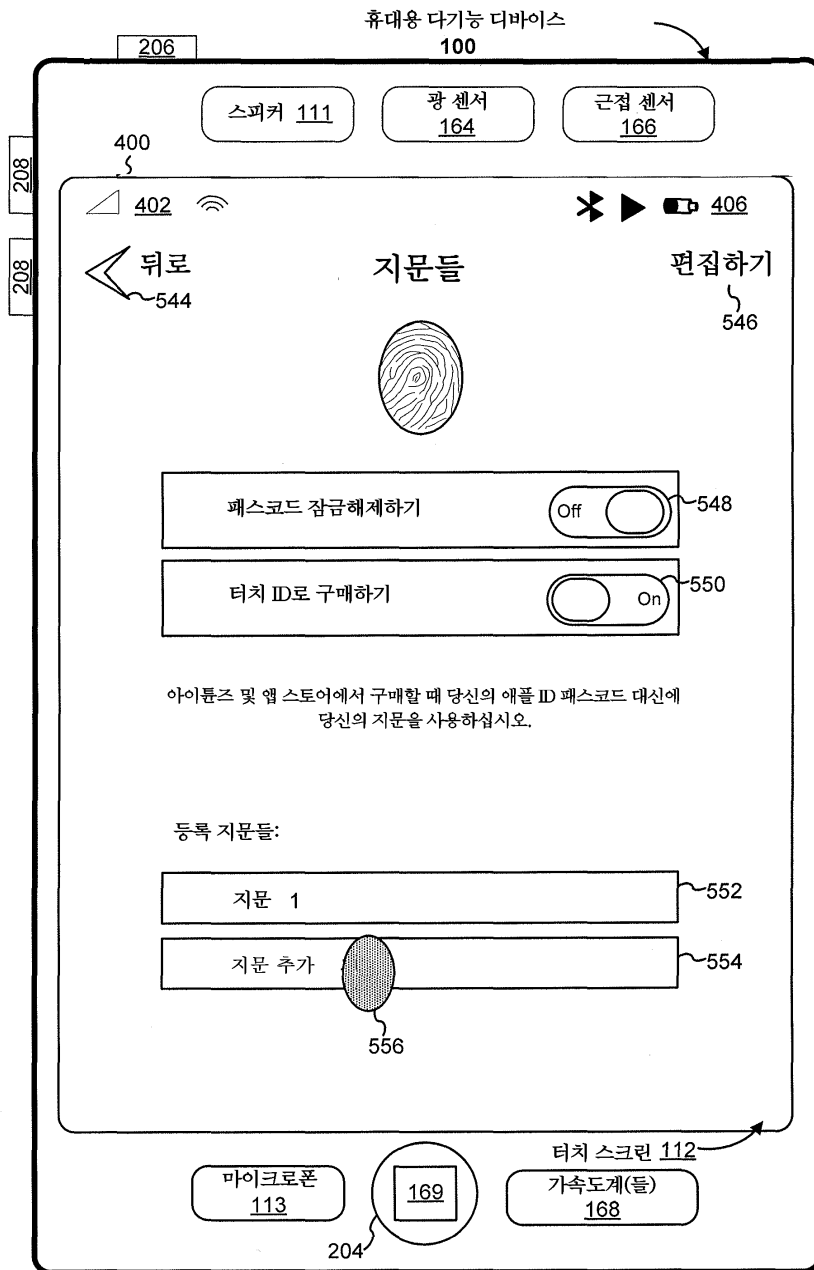 휴대용 다기능 디바이스
100
206
스피커 111
광 센서
164
근접 센서
166
208
208
400
402
406
뒤로
544
지문들
편집하기
546
패스코드 잠금해제하기
Off
548
터치 ID로 구매하기
On
550
아이튠즈 및 앱 스토어에서 구매할 때 당신의 애플 ID 패스코드 대신에
당신의 지문을 사용하십시오.
등록 지문들:
지문 1
552
지문 추가
554
556
터치 스크린 112
마이크로폰
113
169
204
가속도계(들)
168